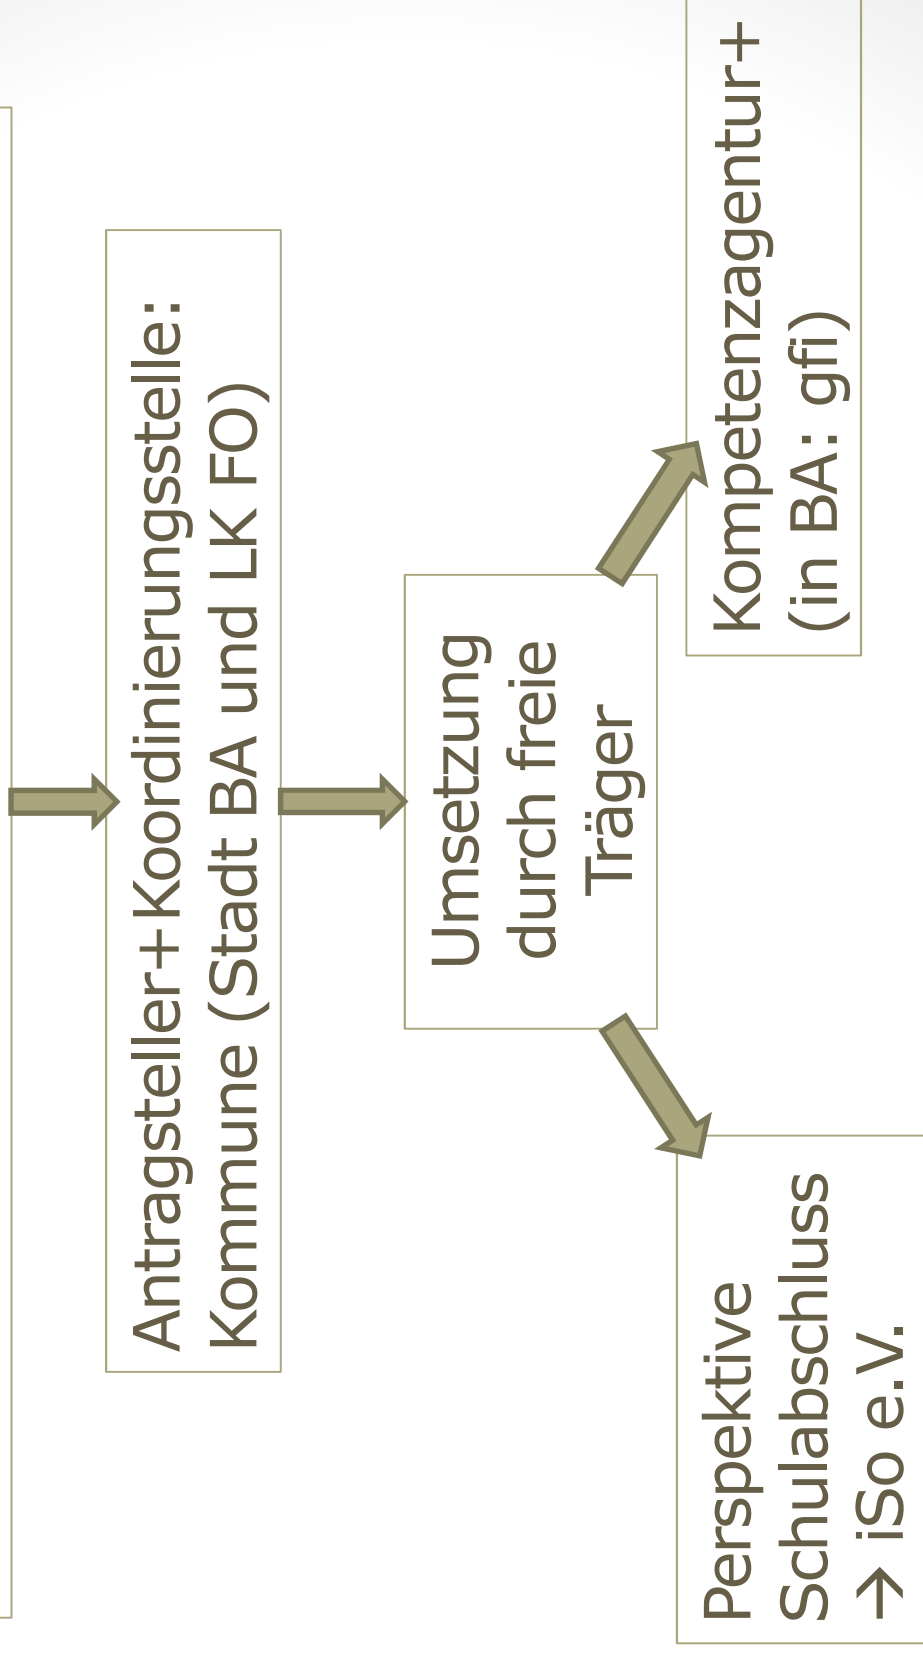 Antragsteller+Koordinierungsstelle:
Kommune (Stadt BA und LK FO)
Umsetzung
durch freie
Träger
Perspektive
Schulabschluss
→ iSo e.V.
Kompetenzagentur+
(in BA: gfi)